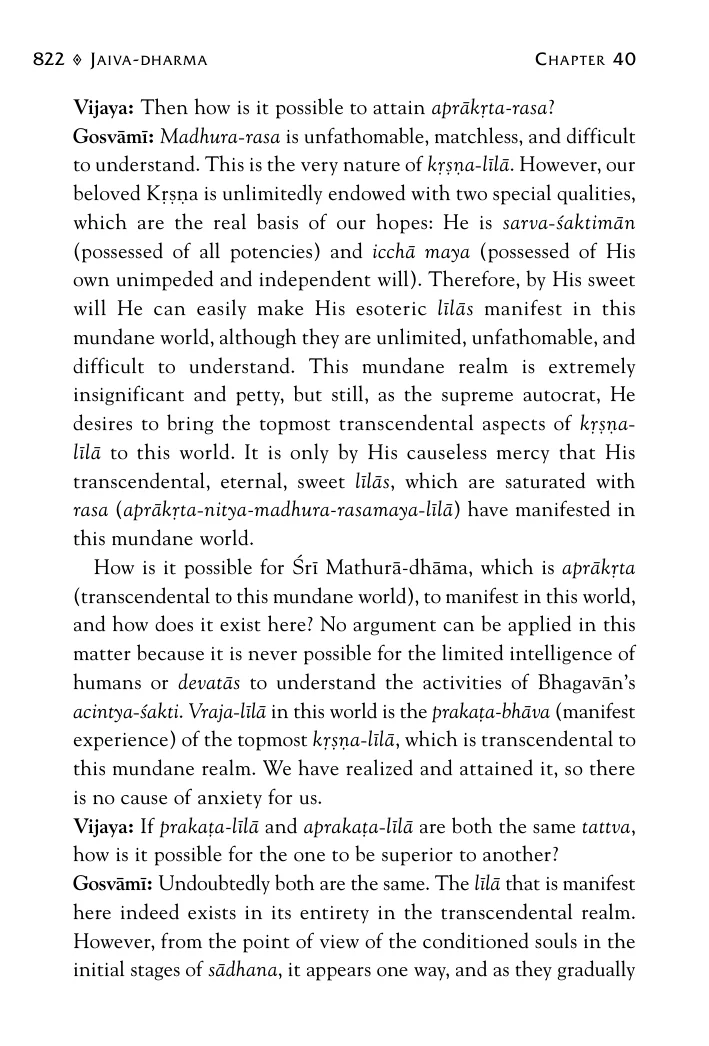 822 ◊ JAIVA-DHARMA CHAPTER 40
Vijaya: Then how is it possible to attain aprākṛta-rasa?
Gosvāmī: Madhura-rasa is unfathomable, matchless, and difficult
to understand. This is the very nature of kṛṣṇa-līlā. However, our
beloved Kṛṣṇa is unlimitedly endowed with two special qualities,
which are the real basis of our hopes: He is sarva-śaktimān
(possessed of all potencies) and icchā maya (possessed of His
own unimpeded and independent will). Therefore, by His sweet
will He can easily make His esoteric līlās manifest in this
mundane world, although they are unlimited, unfathomable, and
difficult to understand. This mundane realm is extremely
insignificant and petty, but still, as the supreme autocrat, He
desires to bring the topmost transcendental aspects of kṛṣṇa-
līlā to this world. It is only by His causeless mercy that His
transcendental, eternal, sweet līlās, which are saturated with
rasa (aprākṛta-nitya-madhura-rasamaya-līlā) have manifested in
this mundane world.
How is it possible for Śrī Mathurā-dhāma, which is aprākṛta
(transcendental to this mundane world), to manifest in this world,
and how does it exist here? No argument can be applied in this
matter because it is never possible for the limited intelligence of
humans or devatās to understand the activities of Bhagavān's
acintya-śakti. Vraja-līlā in this world is the prakaṭa-bhāva (manifest
experience) of the topmost kṛṣṇa-līlā, which is transcendental to
this mundane realm. We have realized and attained it, so there
is no cause of anxiety for us.
Vijaya: If prakaṭa-līlā and aprakaṭa-līlā are both the same tattva,
how is it possible for the one to be superior to another?
Gosvāmī: Undoubtedly both are the same. The līlā that is manifest
here indeed exists in its entirety in the transcendental realm.
However, from the point of view of the conditioned souls in the
initial stages of sādhana, it appears one way, and as they gradually